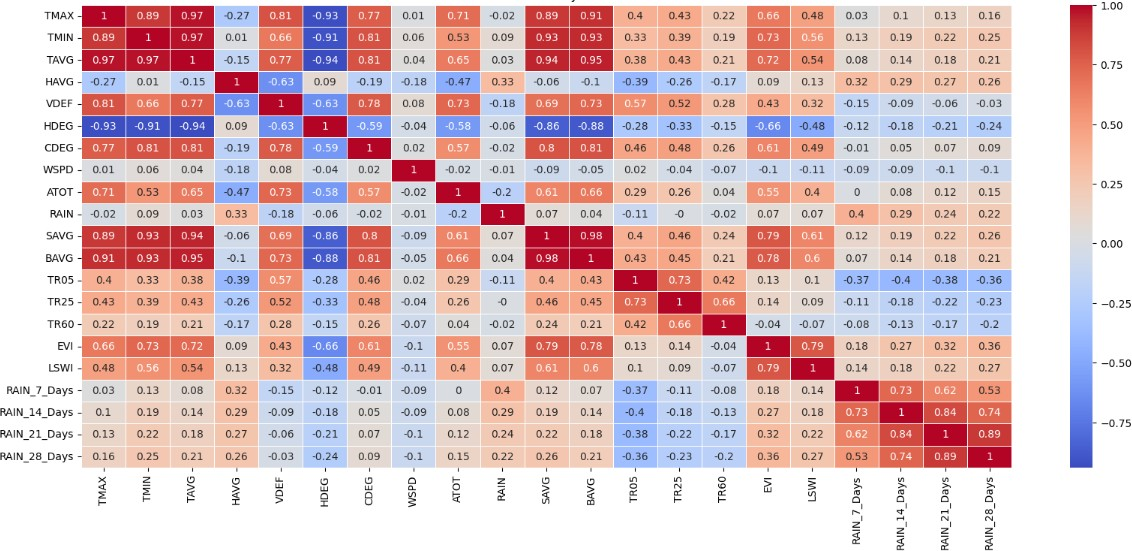 TMAX 1 0.89 0.97 -0.27 0.81 -0.93 0.77 0.01 0.71 -0.02 0.89 0.91 0.4 0.43 0.22 0.66 0.48 0.03 0.1 0.13 0.16
TMIN 0.89 1 0.97 0.01 0.66 -0.91 0.81 0.06 0.53 0.09 0.93 0.93 0.33 0.39 0.19 0.73 0.56 0.13 0.19 0.22 0.25
TAVG 0.97 0.97 1 -0.15 0.77 -0.94 0.81 0.04 0.65 0.03 0.94 0.95 0.38 0.43 0.21 0.72 0.54 0.08 0.14 0.18 0.21
HAVG -0.27 0.01 -0.15 1 -0.63 0.09 -0.19 -0.18 -0.47 0.33 -0.06 -0.1 -0.39 -0.26 -0.17 0.09 0.13 0.32 0.29 0.27 0.26
VDEF 0.81 0.66 0.77 -0.63 1 -0.63 0.78 0.08 0.73 -0.18 0.69 0.73 0.57 0.52 0.28 0.43 0.32 -0.15 -0.09 -0.06 -0.03
HDEG -0.93 -0.91 -0.94 0.09 -0.63 1 -0.59 -0.04 -0.58 -0.06 -0.86 -0.88 -0.28 -0.33 -0.15 -0.66 -0.48 -0.12 -0.18 -0.21 -0.24
CDEG 0.77 0.81 0.81 -0.19 0.78 -0.59 1 0.02 0.57 -0.02 0.8 0.81 0.46 0.48 0.26 0.61 0.49 -0.01 0.05 0.07 0.09
WSPD 0.01 0.06 0.04 -0.18 0.08 -0.04 0.02 1 -0.02 -0.01 -0.09 -0.05 0.02 -0.04 -0.07 -0.1 -0.11 -0.09 -0.09 -0.1 -0.1
ATOT 0.71 0.53 0.65 -0.47 0.73 -0.58 0.57 -0.02 1 -0.2 0.61 0.66 0.29 0.26 0.04 0.55 0.4 0 0.08 0.12 0.15
RAIN -0.02 0.09 0.03 0.33 -0.18 -0.06 -0.02 -0.01 -0.2 1 0.07 0.04 -0.11 -0 -0.02 0.07 0.07 0.4 0.29 0.24 0.22
SAVG 0.89 0.93 0.94 -0.06 0.69 -0.86 0.8 -0.09 0.61 0.07 1 0.98 0.4 0.46 0.24 0.79 0.61 0.12 0.19 0.22 0.26
BAVG 0.91 0.93 0.95 -0.1 0.73 -0.88 0.81 -0.05 0.66 0.04 0.98 1 0.43 0.45 0.21 0.78 0.6 0.07 0.14 0.18 0.21
TR05 0.4 0.33 0.38 -0.39 0.57 -0.28 0.46 0.02 0.29 -0.11 0.4 0.43 1 0.73 0.42 0.13 0.1 -0.37 -0.4 -0.38 -0.36
TR25 0.43 0.39 0.43 -0.26 0.52 -0.33 0.48 -0.04 0.26 -0 0.46 0.45 0.73 1 0.66 0.14 0.09 -0.11 -0.18 -0.22 -0.23
TR60 0.22 0.19 0.21 -0.17 0.28 -0.15 0.26 -0.07 0.04 -0.02 0.24 0.21 0.42 0.66 1 -0.04 -0.07 -0.08 -0.13 -0.17 -0.2
EVI 0.66 0.73 0.72 0.09 0.43 -0.66 0.61 -0.1 0.55 0.07 0.79 0.78 0.13 0.14 -0.04 1 0.79 0.18 0.27 0.32 0.36
LSWI 0.48 0.56 0.54 0.13 0.32 -0.48 0.49 -0.11 0.4 0.07 0.61 0.6 0.1 0.09 -0.07 0.79 1 0.14 0.18 0.22 0.27
RAIN_7_Days 0.03 0.13 0.08 0.32 -0.15 -0.12 -0.01 -0.09 0 0.4 0.12 0.07 -0.37 -0.11 -0.08 0.18 0.14 1 0.73 0.62 0.53
RAIN_14_Days 0.1 0.19 0.14 0.29 -0.09 -0.18 0.05 -0.09 0.08 0.29 0.19 0.14 -0.4 -0.18 -0.13 0.27 0.18 0.73 1 0.84 0.74
RAIN_21_Days 0.13 0.22 0.18 0.27 -0.06 -0.21 0.07 -0.1 0.12 0.24 0.22 0.18 -0.38 -0.22 -0.17 0.32 0.22 0.62 0.84 1 0.89
RAIN_28_Days 0.16 0.25 0.21 0.26 -0.03 -0.24 0.09 -0.1 0.15 0.22 0.26 0.21 -0.36 -0.23 -0.2 0.36 0.27 0.53 0.74 0.89 1
TMAX TMIN TAVG HAVG VDEF HDEG CDEG WSPD ATOT RAIN SAVG BAVG TR05 TR25 TR60 EVI LSWI RAIN_7_Days RAIN_14_Days RAIN_21_Days RAIN_28_Days
1.00
0.75
0.50
0.25
0.00
−0.25
−0.50
−0.75